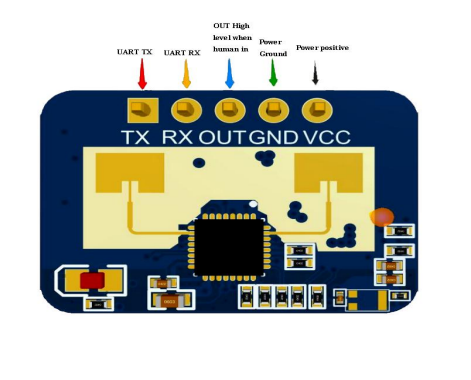 OUT High
level when
human in
UART TX
UART RX
Power
Ground
Power positive
TX RX OUT GND VCC